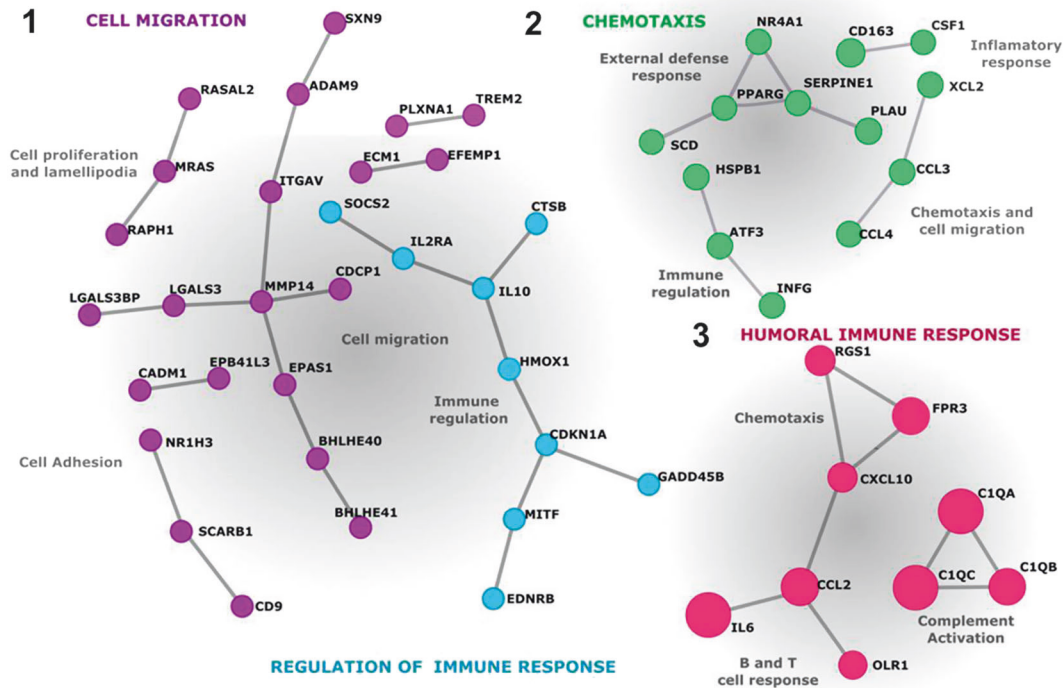 1
CELL MIGRATION
SXN9
RASAL2
ADAM9
PLXNA1
TREM2
Cell proliferation
and lamellipodia
MRAS
ECM1
EFEMP1
ITGAV
SOCS2
CTSB
RAPH1
IL2RA
LGALS3BP
LGALS3
MMP14
CDCP1
IL10
Cell migration
CADM1
EPB41L3
EPAS1
HMOX1
Immune
regulation
NR1H3
BHLHE40
CDKN1A
Cell Adhesion
GADD45B
BHLHE41
MITF
SCARB1
CD9
EDNRB
REGULATION OF IMMUNE RESPONSE
2
CHEMOTAXIS
NR4A1
CD163
CSF1
External defense
response
Inflamatory
response
PPARG
SERPINE1
XCL2
PLAU
SCD
HSPB1
CCL3
ATF3
CCL4
Chemotaxis and
cell migration
Immune
regulation
INFG
3
HUMORAL IMMUNE RESPONSE
RGS1
Chemotaxis
FPR3
CXCL10
C1QA
CCL2
C1QC
C1QB
IL6
Complement
Activation
OLR1
B and T
cell response